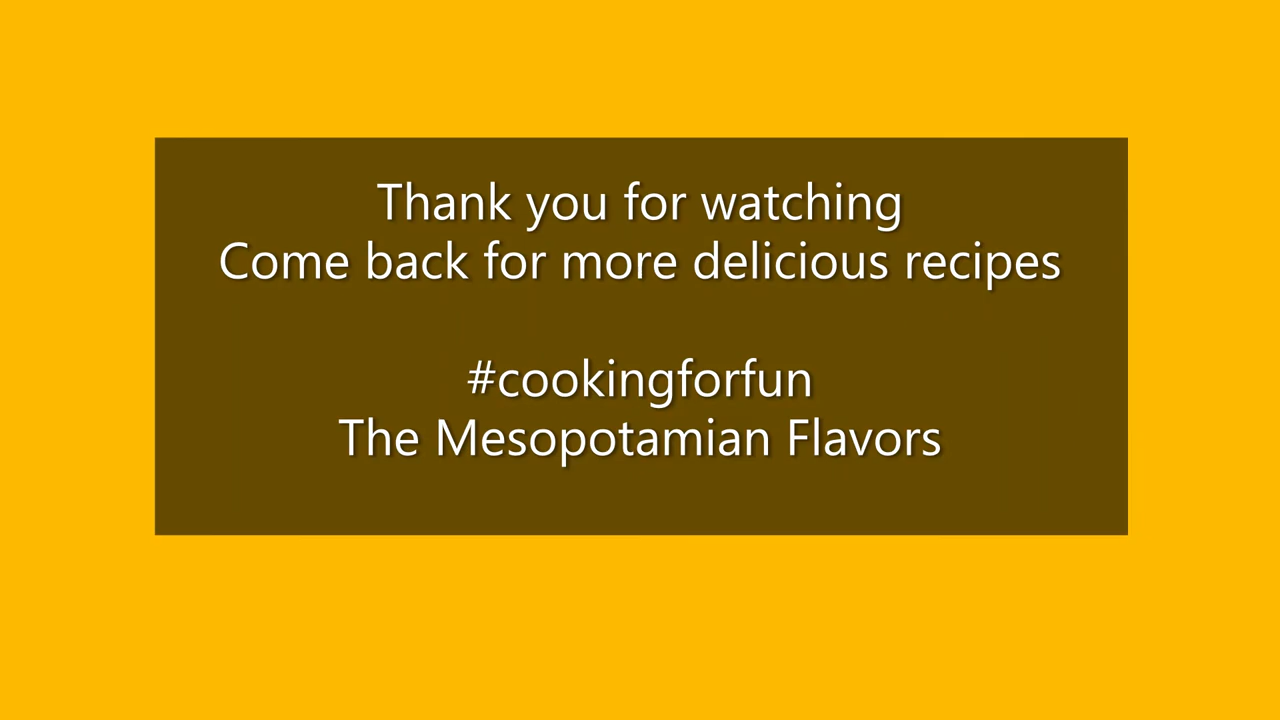 Thank you for watching
Come back for more delicious recipes
#cookingforfun
The Mesopotamian Flavors